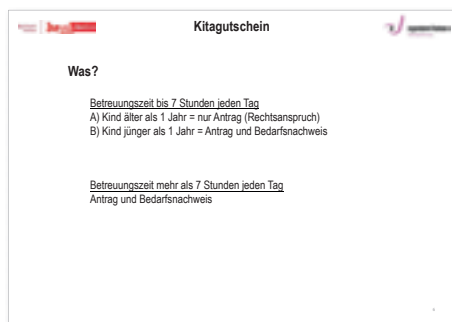 Kitagutschein
Was?
Betreuungszeit bis 7 Stunden jeden Tag
A) Kind älter als 1 Jahr = nur Antrag (Rechtsanspruch)
B) Kind jünger als 1 Jahr = Antrag und Bedarfsnachweis
Betreuungszeit mehr als 7 Stunden jeden Tag
Antrag und Bedarfsnachweis